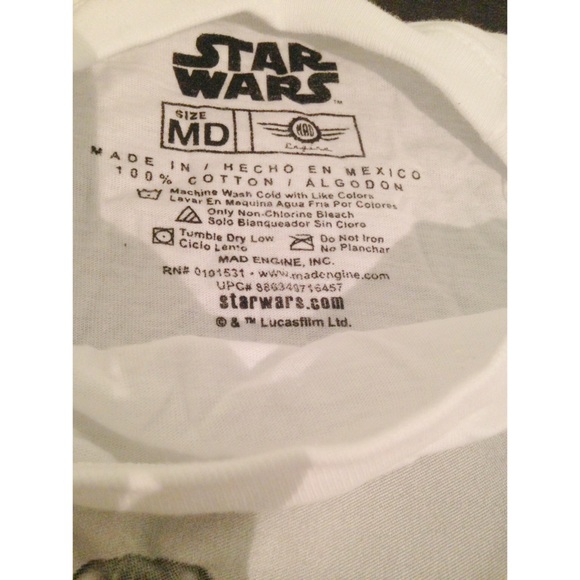 STAR
WARS™
SIZE
MD
MAD
Engine
MADE IN / HECHO EN MEXICO
100% COTTON / ALGODON
Machine Wash Cold with Like Colors
Lavar En Maquina Agua Fria Por Colores
Only Non-Chlorine Bleach
Solo Blanqueador Sin Cloro
Tumble Dry Low
Ciclo Lento
Do Not Iron
No Planchar
MAD ENGINE, INC.
RN# 0101531 • www.madengine.com
UPC# 886340716457
starwars.com
© & ™ Lucasfilm Ltd.